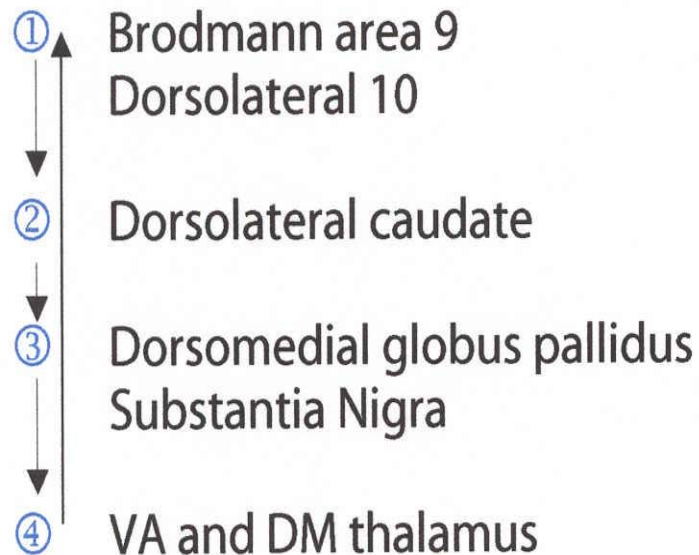 ① Brodmann area 9
Dorsolateral 10
② Dorsolateral caudate
③ Dorsomedial globus pallidus
Substantia Nigra
④ VA and DM thalamus